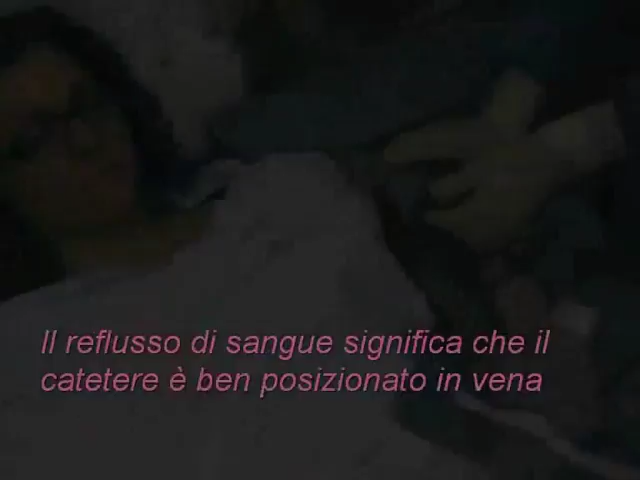 Il reflusso di sangue significa che il
catetere è ben posizionato in vena